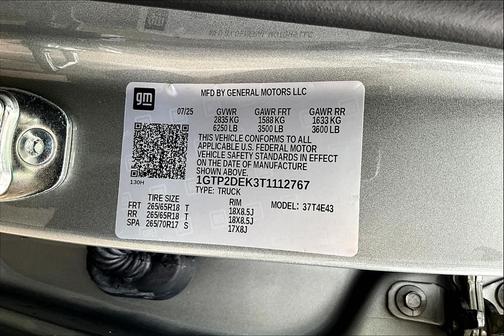 gm
MFD BY GENERAL MOTORS LLC
07/25 GVWR GAWR FRT GAWR RR
2835 KG 1588 KG 1633 KG
6250 LB 3500 LB 3600 LB
THIS VEHICLE CONFORMS TO ALL
APPLICABLE U.S. FEDERAL MOTOR
VEHICLE SAFETY STANDARDS IN EFFECT
ON THE DATE OF MANUFACTURE
SHOWN ABOVE.
1GTP2DEK3T1112767
130H TYPE: TRUCK
TIRE SIZE RIM MODEL: 37T4E43
FRT 265/65R18 T 18X8.5J
RR 265/65R18 T 18X8.5J
SPA 265/70R17 S 17X8J